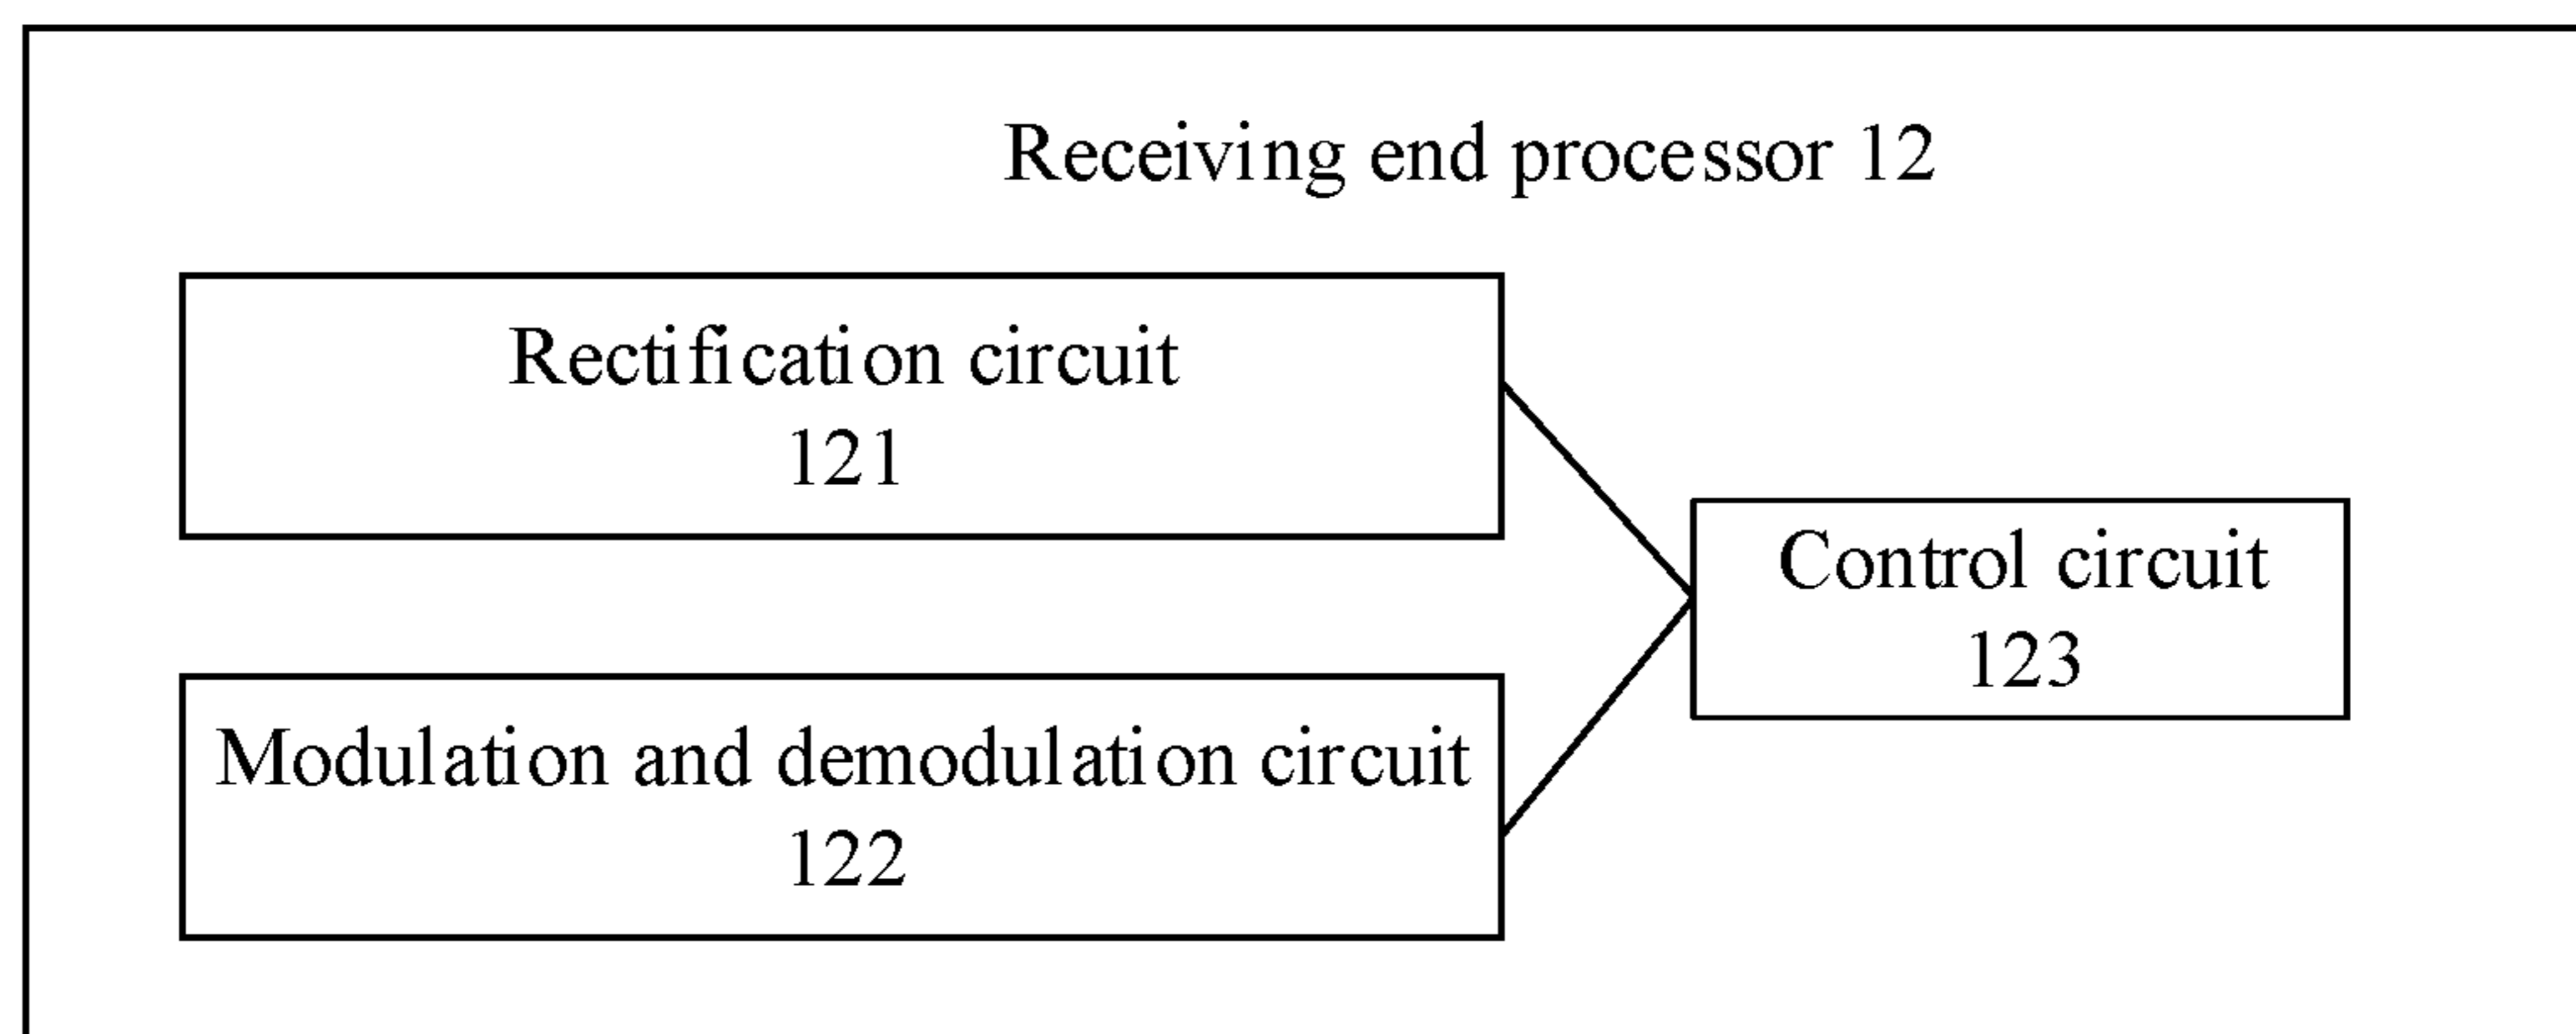 Receiving end processor 12
Rectification circuit
121
Control circuit
123
Modulation and demodulation circuit
122